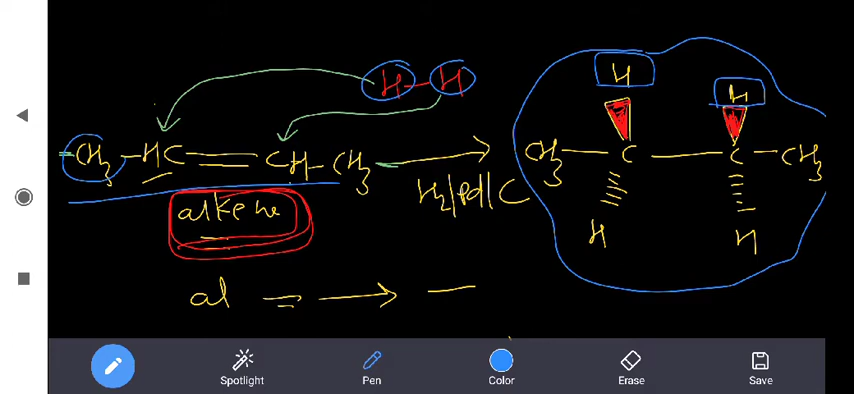 H-H
CH3-HC=CH-CH3
H2/Pd/C
alkene
H H
CH3-C-C-CH3
H H
al = → -
Spotlight Pen Color Erase Save